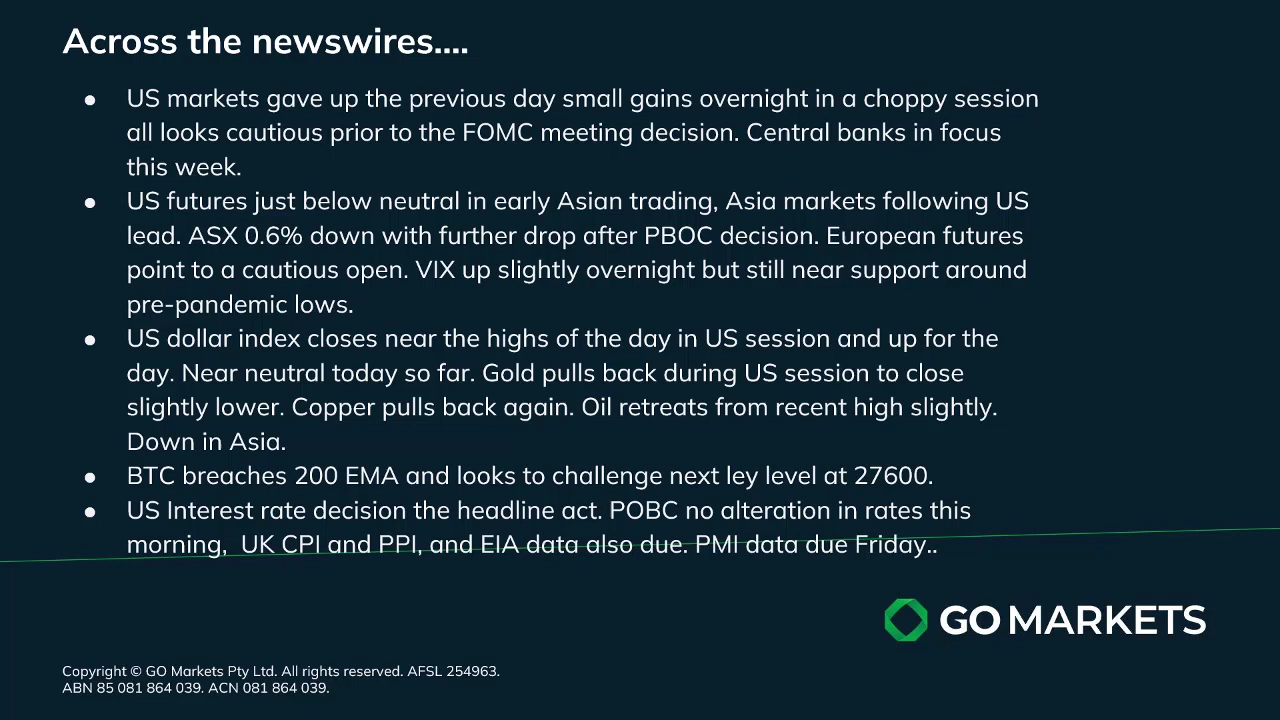 Across the newswires....
● US markets gave up the previous day small gains overnight in a choppy session
all looks cautious prior to the FOMC meeting decision. Central banks in focus
this week.
● US futures just below neutral in early Asian trading, Asia markets following US
lead. ASX 0.6% down with further drop after PBOC decision. European futures
point to a cautious open. VIX up slightly overnight but still near support around
pre-pandemic lows.
● US dollar index closes near the highs of the day in US session and up for the
day. Near neutral today so far. Gold pulls back during US session to close
slightly lower. Copper pulls back again. Oil retreats from recent high slightly.
Down in Asia.
● BTC breaches 200 EMA and looks to challenge next ley level at 27600.
● US Interest rate decision the headline act. POBC no alteration in rates this
morning,  UK CPI and PPI, and EIA data also due. PMI data due Friday..
GO MARKETS
Copyright © GO Markets Pty Ltd. All rights reserved. AFSL 254963.
ABN 85 081 864 039. ACN 081 864 039.